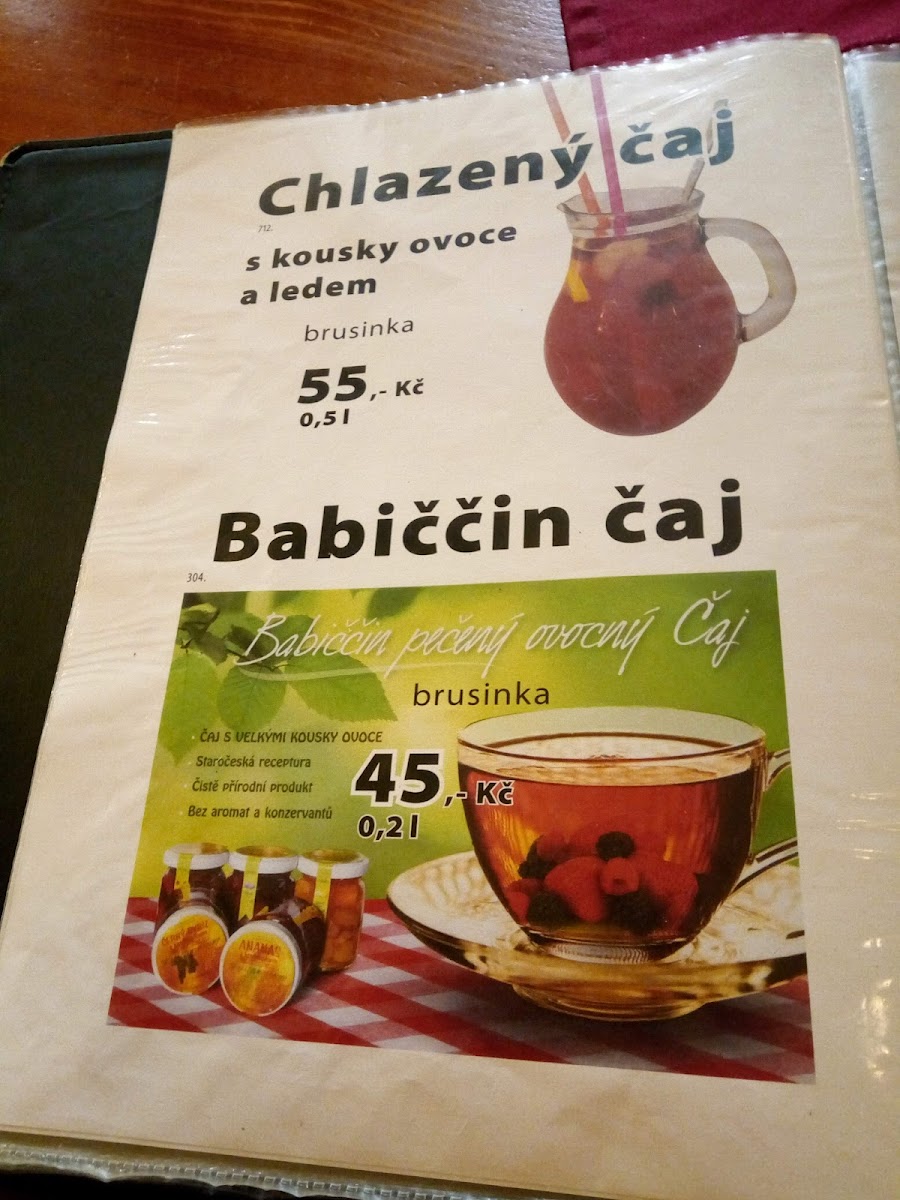 Chlazený čaj
712.
s kousky ovoce
a ledem
brusinka
55,- Kč
0,5 l
Babiččin čaj
304.
Babiččin pečený ovocný Čaj
brusinka
· ČAJ S VELKÝMI KOUSKY OVOCE
· Staročeská receptura
· Čistě přírodní produkt
· Bez aromat a konzervantů
45,- Kč
0,2 l
ANANAS